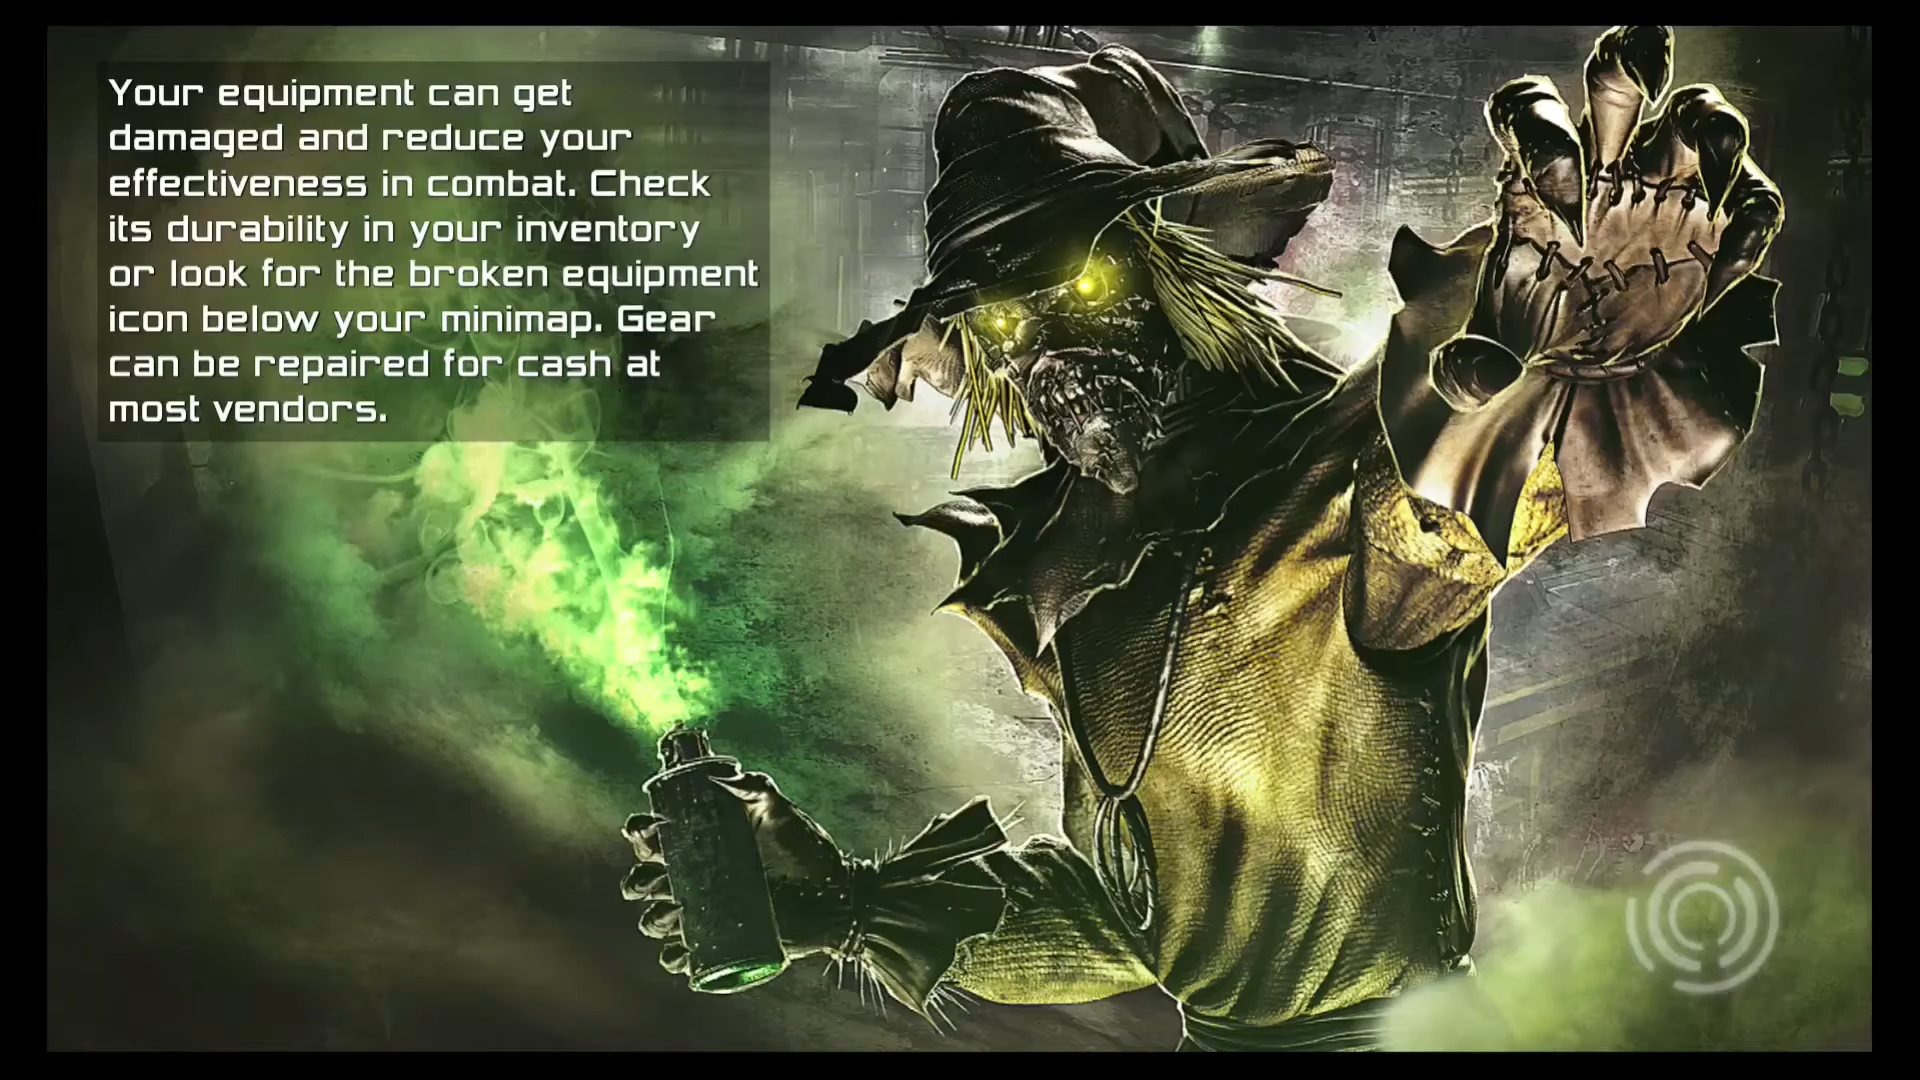 Your equipment can get
damaged and reduce your
effectiveness in combat. Check
its durability in your inventory
or look for the broken equipment
icon below your minimap. Gear
can be repaired for cash at
most vendors.